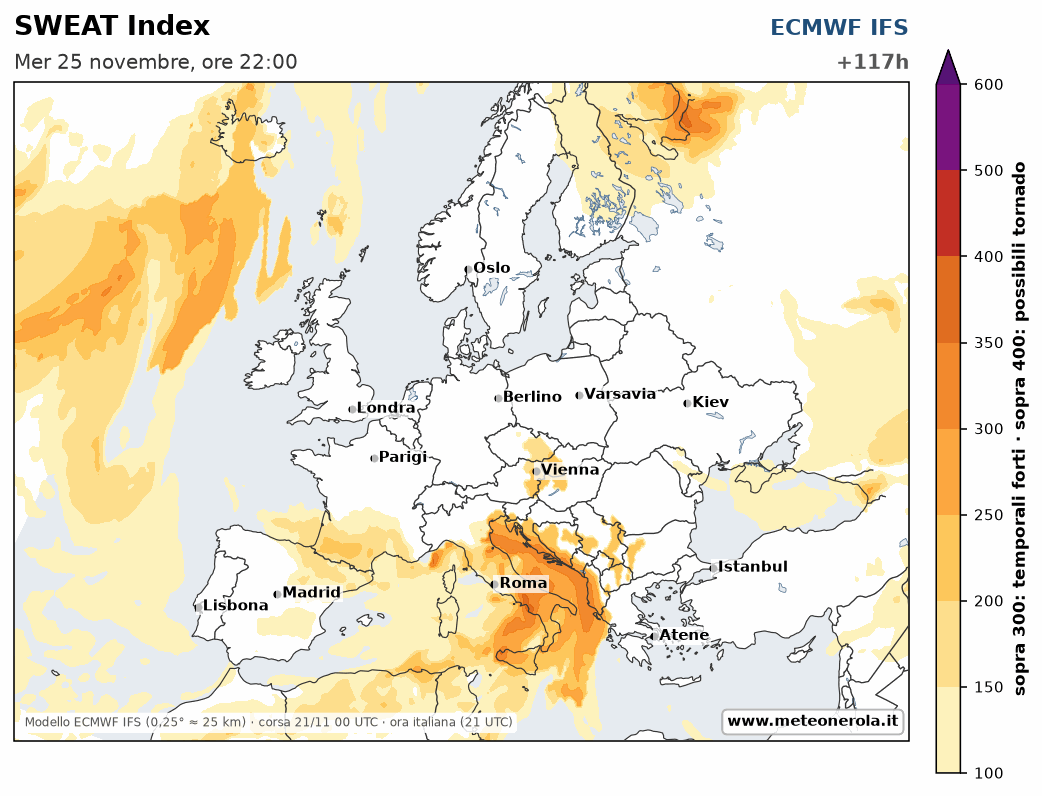 SWEAT Index
ECMWF IFS
Mer 25 novembre, ore 22:00
+117h
Oslo
Londra
Berlino
Varsavia
Kiev
Parigi
Vienna
Istanbul
Roma
Madrid
Lisbona
Atene
Modello ECMWF IFS (0,25° ≈ 25 km) · corsa 21/11 00 UTC · ora italiana (21 UTC)
www.meteonerola.it
600
500
400
350
300
250
200
150
100
sopra 300: temporali forti · sopra 400: possibili tornado